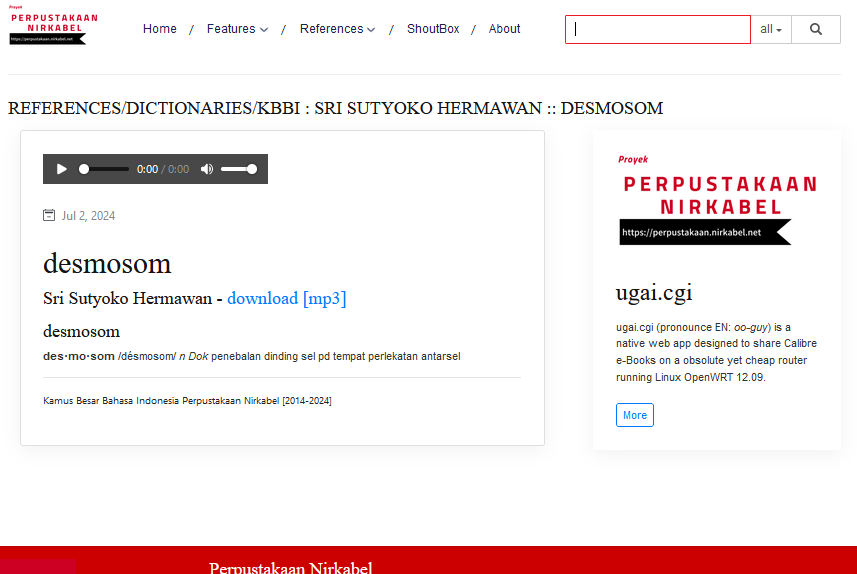 Proyek
PERPUSTAKAAN
NIRKABEL
https://perpustakaan.nirkabel.net
Home / Features / References / ShoutBox / About
all
REFERENCES/DICTIONARIES/KBBI : SRI SUTYOKO HERMAWAN :: DESMOSOM
0:00 / 0:00
Jul 2, 2024
desmosom
Sri Sutyoko Hermawan - download [mp3]
desmosom
des·mo·som /désmosom/ n Dok penebalan dinding sel pd tempat perlekatan antarsel
Kamus Besar Bahasa Indonesia Perpustakaan Nirkabel [2014-2024]
Proyek
PERPUSTAKAAN
NIRKABEL
https://perpustakaan.nirkabel.net
ugai.cgi
ugai.cgi (pronounce EN: oo-guy) is a
native web app designed to share Calibre
e-Books on a obsolute yet cheap router
running Linux OpenWRT 12.09.
More
Perpustakaan Nirkabel